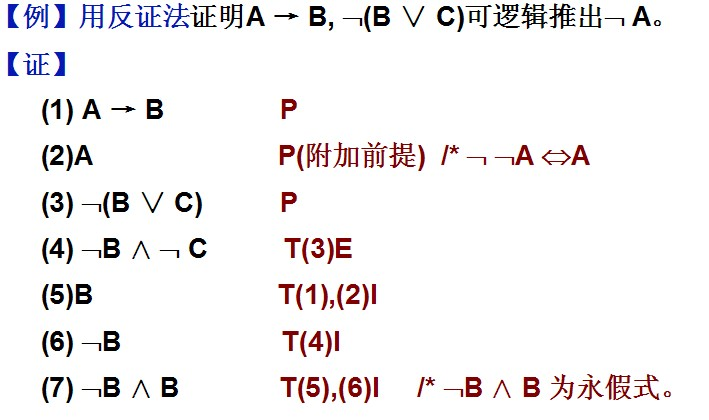 【例】用反证法证明A → B, ¬(B ∨ C)可逻辑推出¬ A。
【证】
(1) A → B P
(2)A P(附加前提) /* ¬ ¬A ⇔A
(3) ¬(B ∨ C) P
(4) ¬B ∧ ¬ C T(3)E
(5)B T(1),(2)I
(6) ¬B T(4)I
(7) ¬B ∧ B T(5),(6)I /* ¬B ∧ B 为永假式。